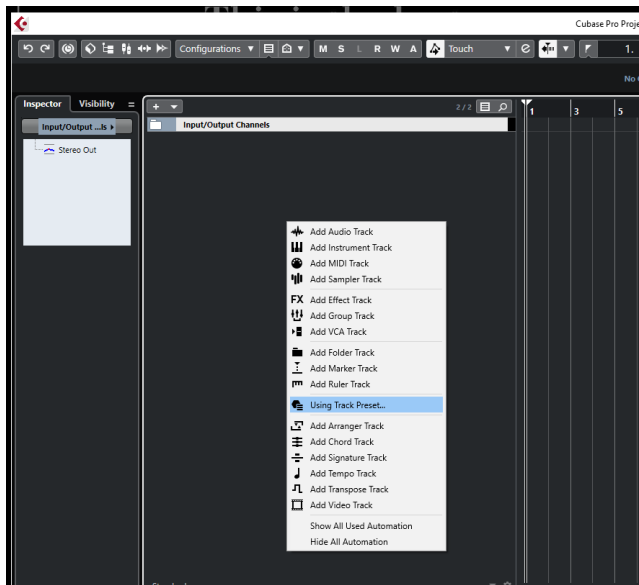 Cubase Pro Proje
Configurations
M S L R W A
Touch
1.
No
Inspector
Visibility
2/2
1 3 5
Input/Output ...ls
Input/Output Channels
Stereo Out
Add Audio Track
Add Instrument Track
Add MIDI Track
Add Sampler Track
FX Add Effect Track
Add Group Track
Add VCA Track
Add Folder Track
Add Marker Track
Add Ruler Track
Using Track Preset...
Add Arranger Track
Add Chord Track
Add Signature Track
Add Tempo Track
Add Transpose Track
Add Video Track
Show All Used Automation
Hide All Automation